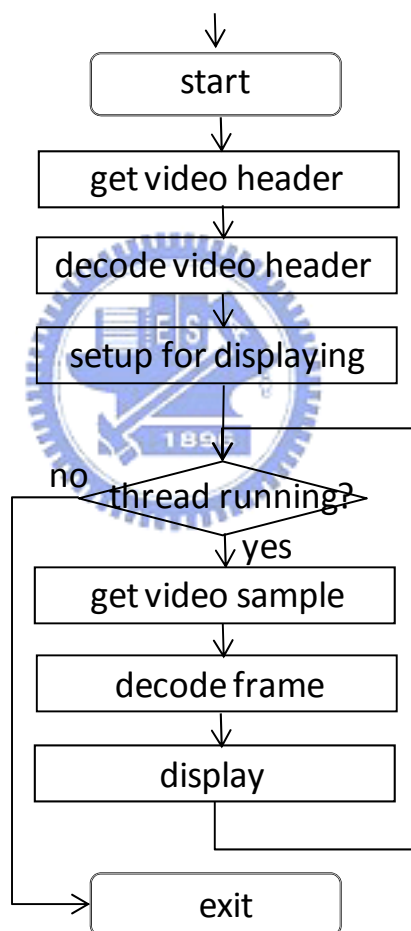 start
get video header
decode video header
E S
setup for displaying
1896
thread running?
no
yes
get video sample
decode frame
display
exit